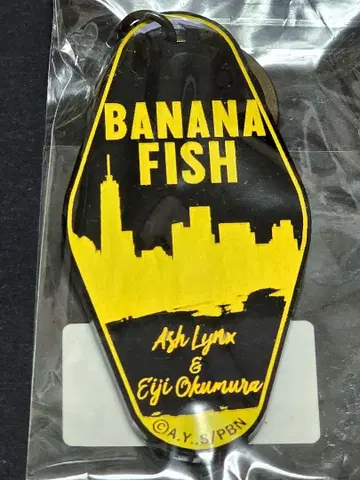 BANANA
FISH
Ash Lynx
&
Eiji Okumura
©A.Y.,S/PBN